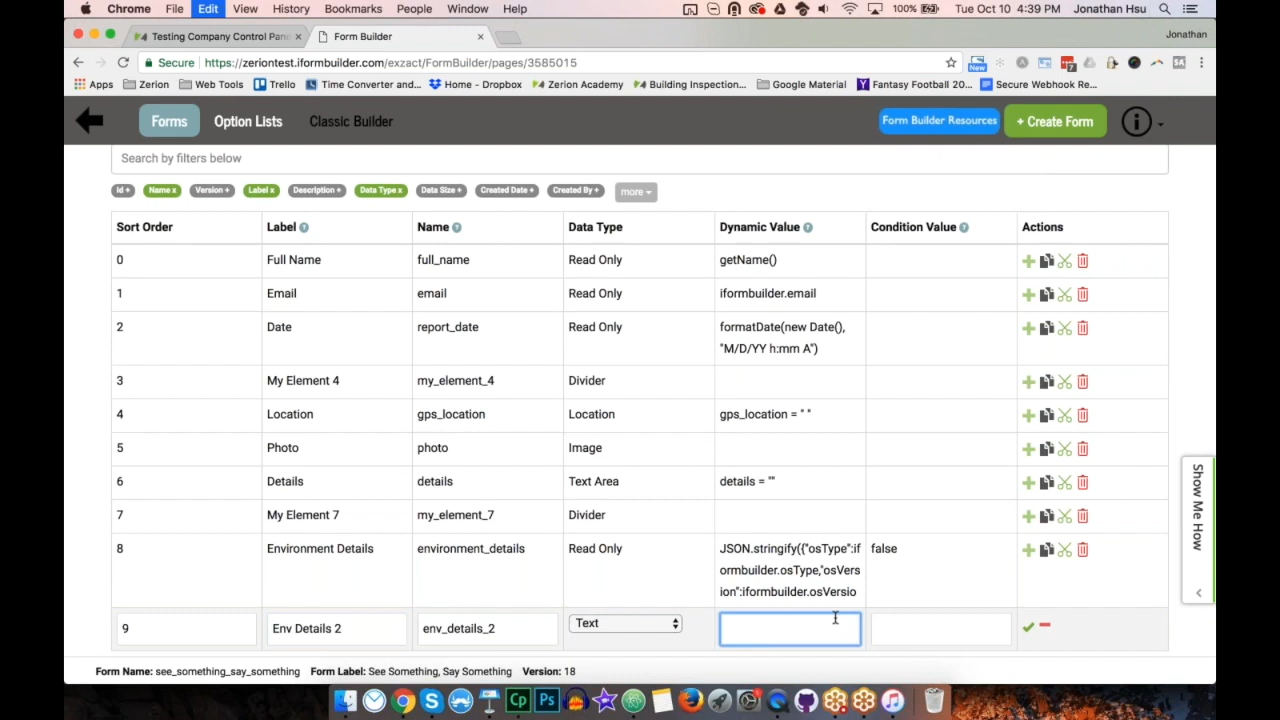 Chrome File Edit View History Bookmarks People Window Help 100% Tue Oct 10 4:39 PM Jonathan Hsu
Testing Company Control Pane × Form Builder × Jonathan
Secure https://zeriontest.iformbuilder.com/exzact/FormBuilder/pages/3585015
Apps Zerion Web Tools Trello Time Converter and... Home - Dropbox Zerion Academy Building Inspection... Google Material Fantasy Football 20... Secure Webhook Re...
Forms Option Lists Classic Builder Form Builder Resources + Create Form
Search by filters below
Id + Name x Version + Label x Description + Data Type x Data Size + Created Date + Created By + more
Sort Order Label Name Data Type Dynamic Value Condition Value Actions
0 Full Name full_name Read Only getName()
1 Email email Read Only iformbuilder.email
2 Date report_date Read Only formatDate(new Date(),
"M/D/YY h:mm A")
3 My Element 4 my_element_4 Divider
4 Location gps_location Location gps_location = " "
5 Photo photo Image
6 Details details Text Area details = ""
7 My Element 7 my_element_7 Divider
8 Environment Details environment_details Read Only JSON.stringify({"osType":if false
ormbuilder.osType,"osVers
ion":iformbuilder.osVersio
9 Env Details 2 env_details_2 Text
Show Me How
Form Name: see_something_say_something Form Label: See Something, Say Something Version: 18